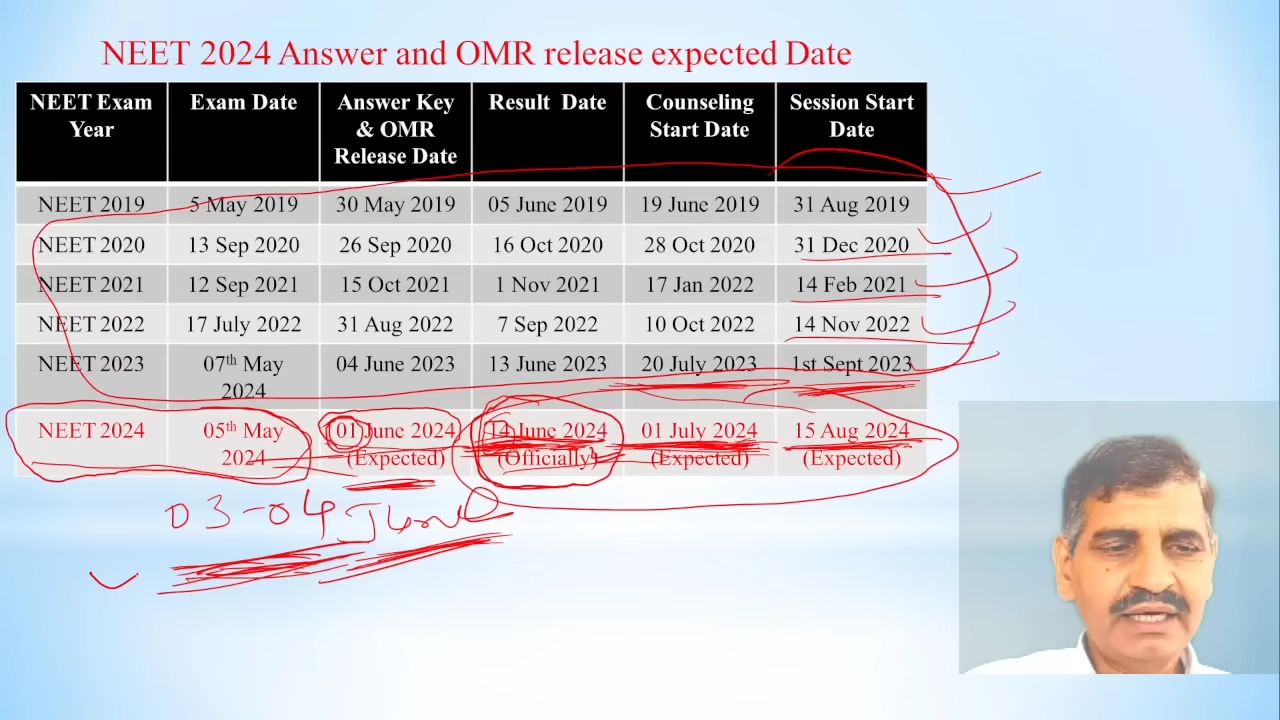 NEET 2024 Answer and OMR release expected Date
NEET Exam Year Exam Date Answer Key & OMR Release Date Result Date Counseling Start Date Session Start Date
NEET 2019 5 May 2019 30 May 2019 05 June 2019 19 June 2019 31 Aug 2019
NEET 2020 13 Sep 2020 26 Sep 2020 16 Oct 2020 28 Oct 2020 31 Dec 2020
NEET 2021 12 Sep 2021 15 Oct 2021 1 Nov 2021 17 Jan 2022 14 Feb 2021
NEET 2022 17 July 2022 31 Aug 2022 7 Sep 2022 10 Oct 2022 14 Nov 2022
NEET 2023 07th May 2024 04 June 2023 13 June 2023 20 July 2023 1st Sept 2023
NEET 2024 05th May 2024 01 June 2024 (Expected) 14 June 2024 (Officially) 01 July 2024 (Expected) 15 Aug 2024 (Expected)
03-04 June